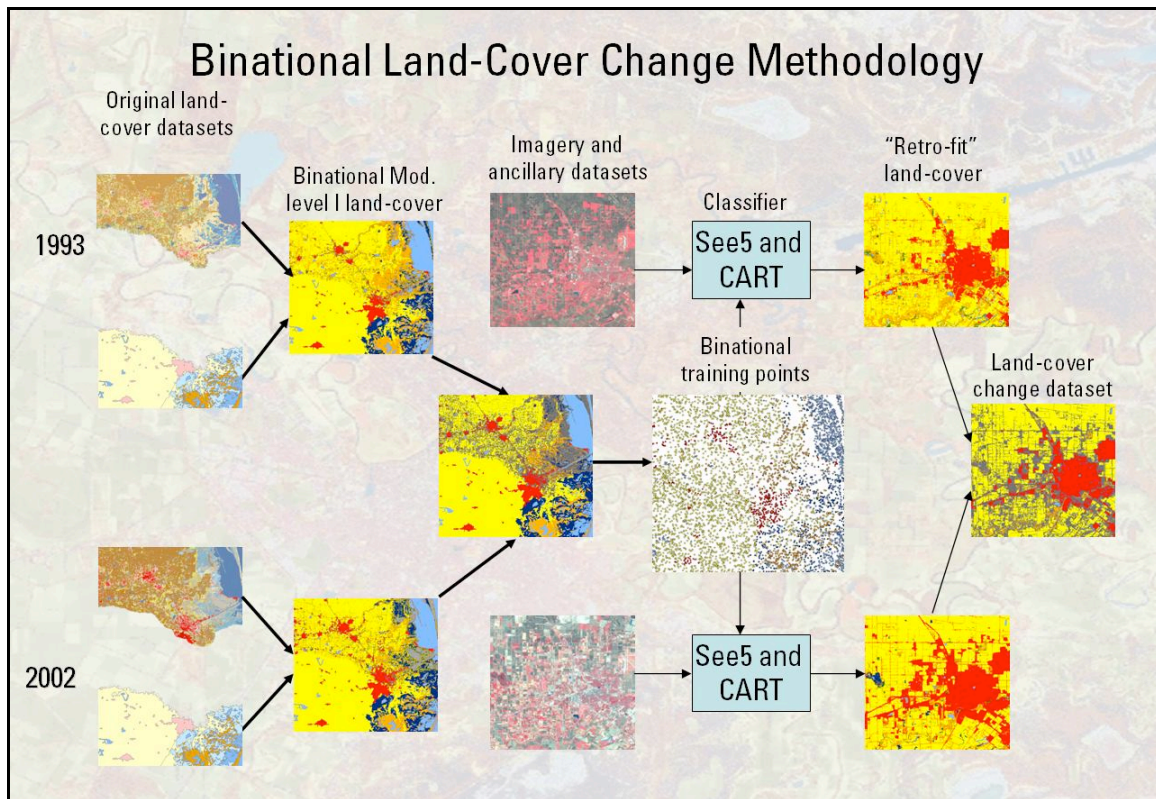 Binational Land-Cover Change Methodology
Original land-
cover datasets
1993
Binational Mod.
level I land-cover
Imagery and
ancillary datasets
Classifier
See5 and
CART
“Retro-fit”
land-cover
Binational
training points
Land-cover
change dataset
2002
See5 and
CART